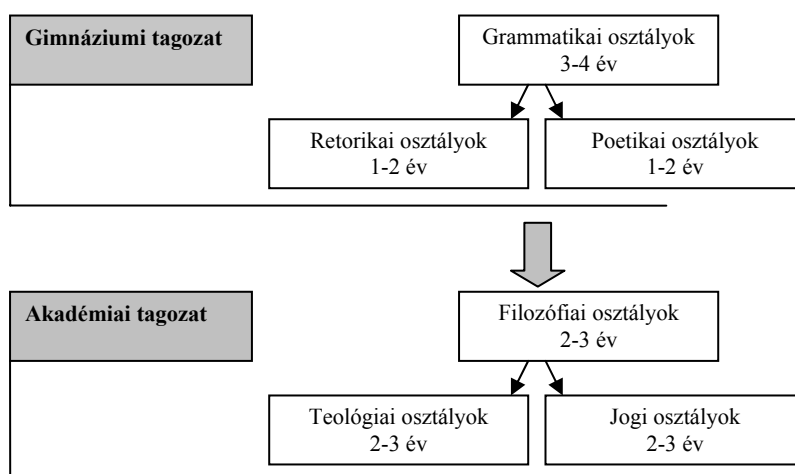 Gimnáziumi tagozat
Grammatikai osztályok
3-4 év
Retorikai osztályok
1-2 év
Poetikai osztályok
1-2 év
Akadémiai tagozat
Filozófiai osztályok
2-3 év
Teológiai osztályok
2-3 év
Jogi osztályok
2-3 év